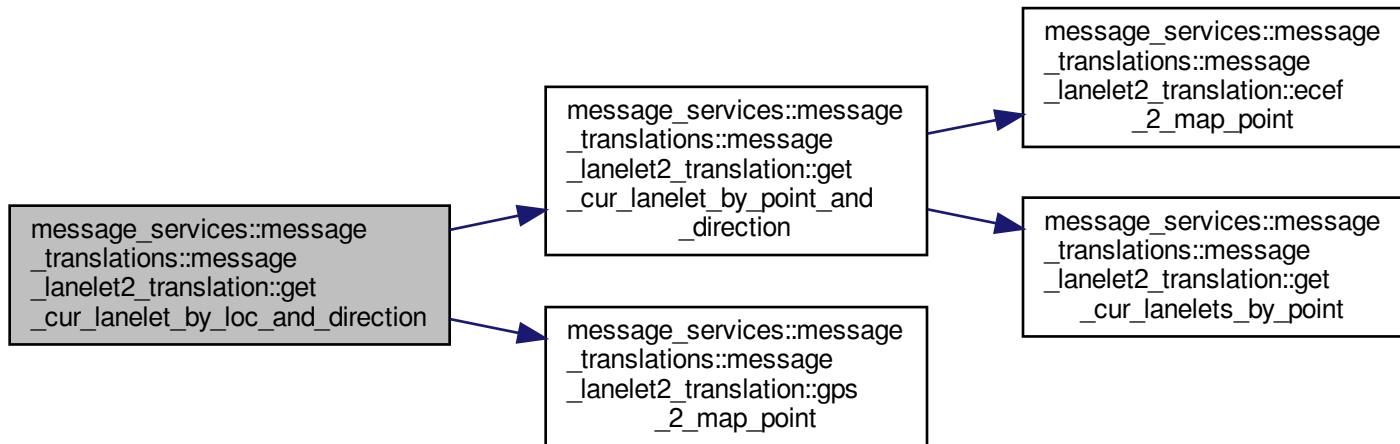 message_services::message
_translations::message
_lanelet2_translation::get
_cur_lanelet_by_loc_and_direction
message_services::message
_translations::message
_lanelet2_translation::get
_cur_lanelet_by_point_and
_direction
message_services::message
_translations::message
_lanelet2_translation::gps
_2_map_point
message_services::message
_translations::message
_lanelet2_translation::ecef
_2_map_point
message_services::message
_translations::message
_lanelet2_translation::get
_cur_lanelets_by_point